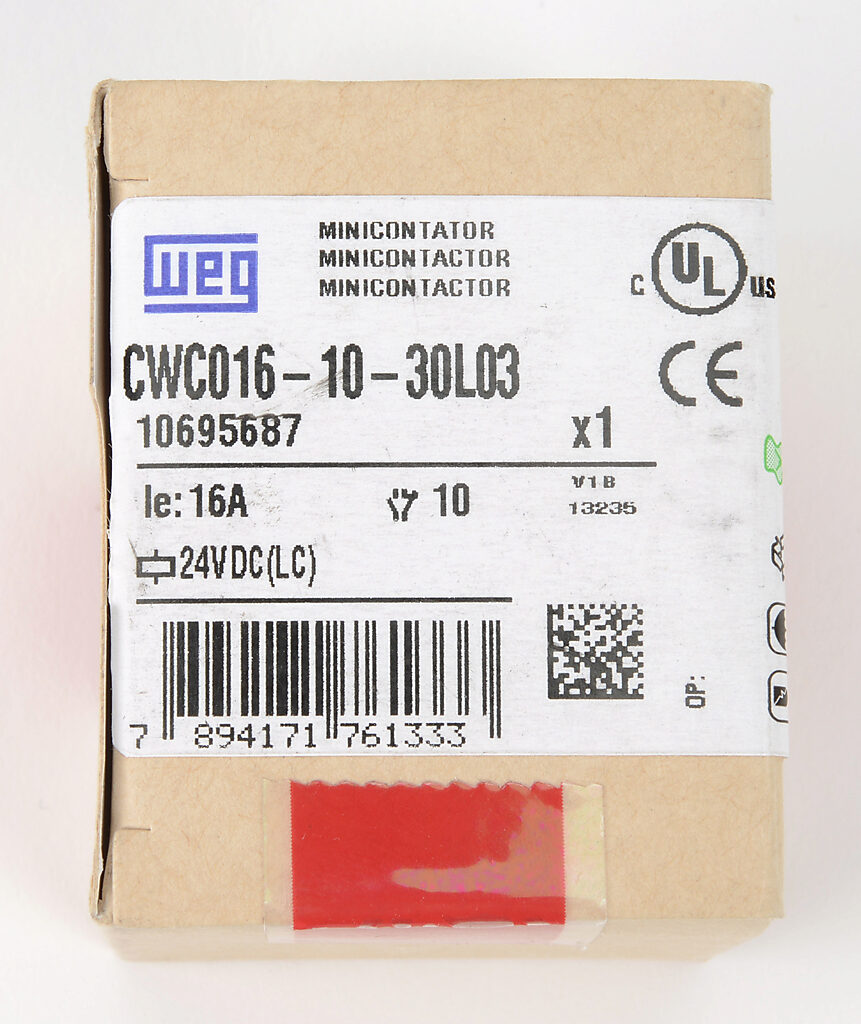 weg
MINICONTATOR
MINICONTACTOR
MINICONTACTOR
C UL US
CWC016-10-30L03
CE
10695687
x1
Ie: 16A
10
V1B
13235
24VDC(LC)
OP:
7 894171 761333